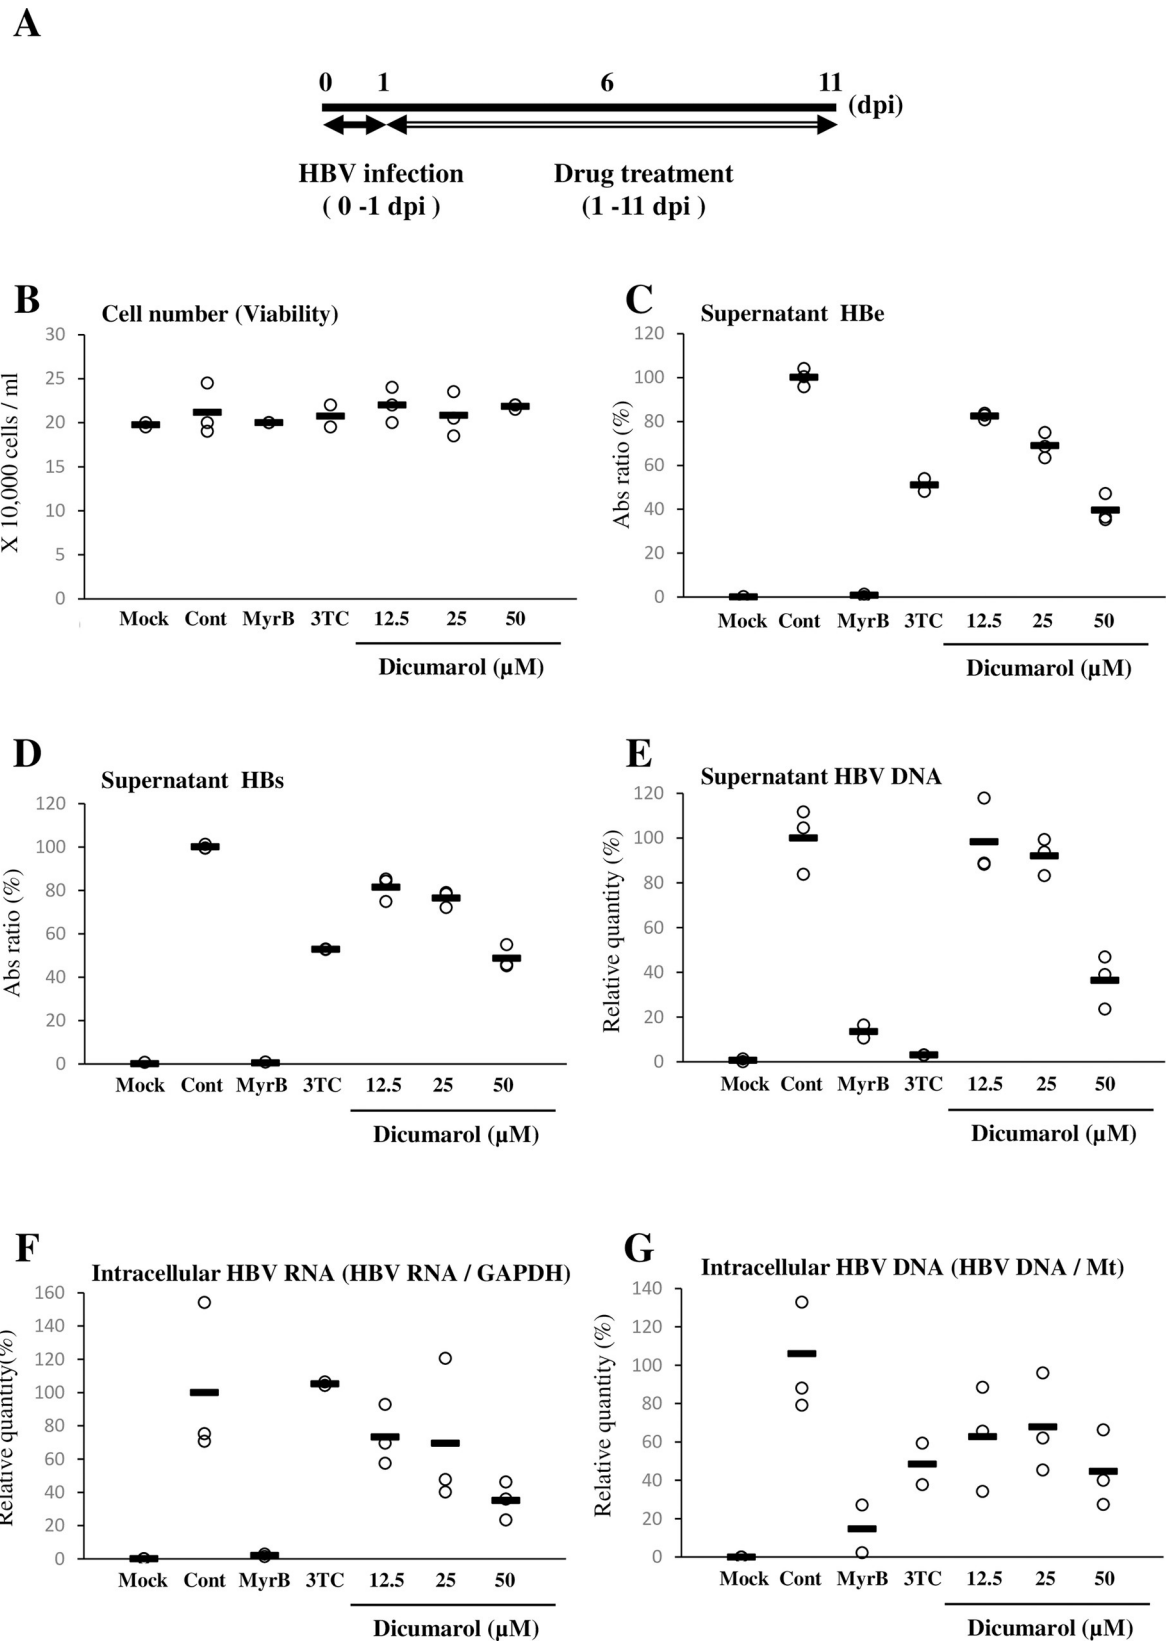 A
0 1 6 11
(dpi)
HBV infection Drug treatment
( 0 -1 dpi ) (1 -11 dpi )
B
Cell number (Viability)
X 10,000 cells / ml
30
25
20
15
10
5
0
Mock Cont MyrB 3TC 12.5 25 50
Dicumarol (µM)
C
Supernatant HBe
Abs ratio (%)
120
100
80
60
40
20
0
Mock Cont MyrB 3TC 12.5 25 50
Dicumarol (µM)
D
Supernatant HBs
Abs ratio (%)
120
100
80
60
40
20
0
Mock Cont MyrB 3TC 12.5 25 50
Dicumarol (µM)
E
Supernatant HBV DNA
Relative quantity (%)
120
100
80
60
40
20
0
Mock Cont MyrB 3TC 12.5 25 50
Dicumarol (µM)
F
Intracellular HBV RNA (HBV RNA / GAPDH)
Relative quantity(%)
160
140
120
100
80
60
40
20
0
Mock Cont MyrB 3TC 12.5 25 50
Dicumarol (µM)
G
Intracellular HBV DNA (HBV DNA / Mt)
Relative quantity (%)
140
120
100
80
60
40
20
0
Mock Cont MyrB 3TC 12.5 25 50
Dicumarol (µM)